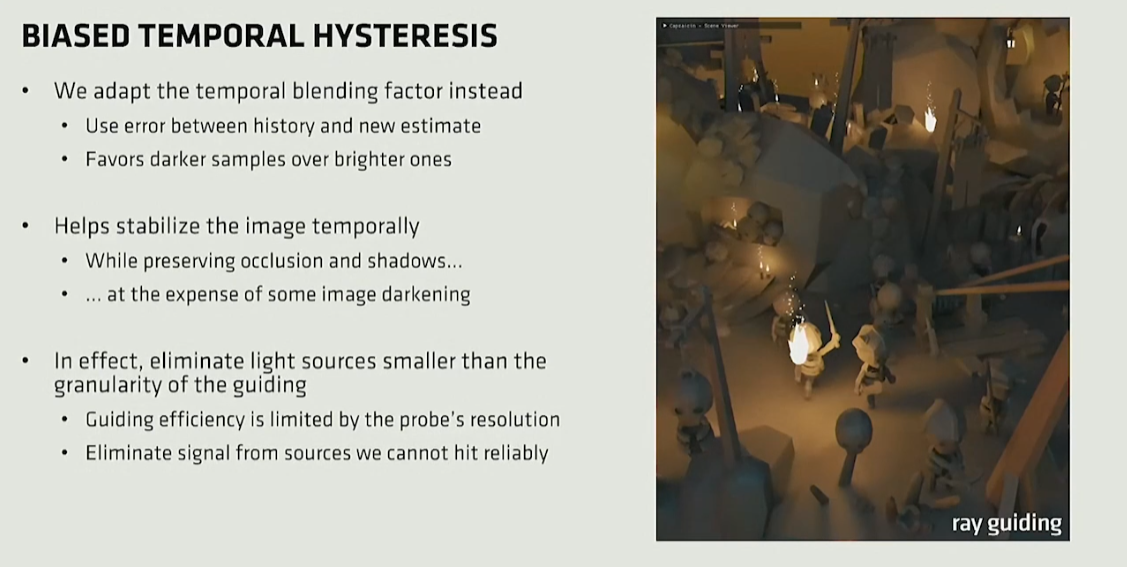 BIASED TEMPORAL HYSTERESIS
• We adapt the temporal blending factor instead
• Use error between history and new estimate
• Favors darker samples over brighter ones
• Helps stabilize the image temporally
• While preserving occlusion and shadows...
• ... at the expense of some image darkening
• In effect, eliminate light sources smaller than the
granularity of the guiding
• Guiding efficiency is limited by the probe's resolution
• Eliminate signal from sources we cannot hit reliably
Capsaicin - Scene Viewer
ray guiding